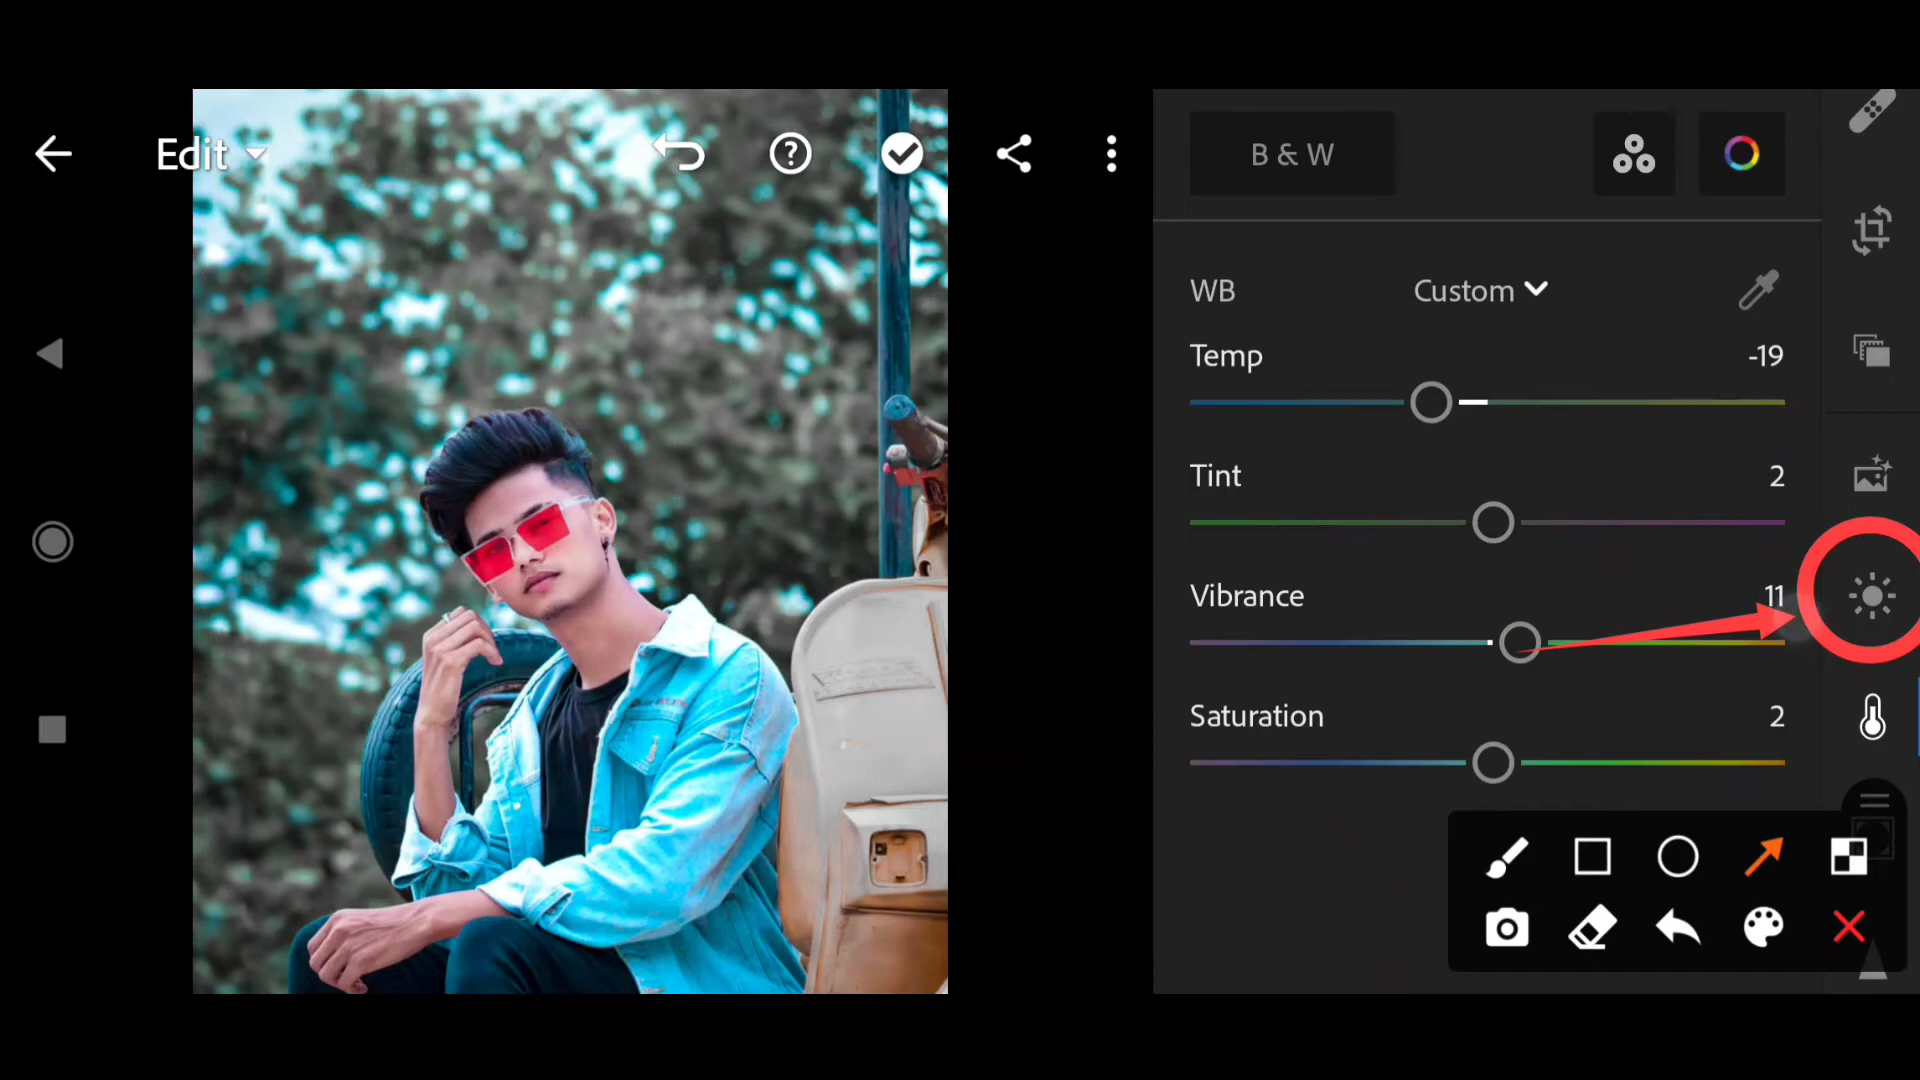 Edit
B & W
WB Custom
Temp -19
Tint 2
Vibrance 11
Saturation 2